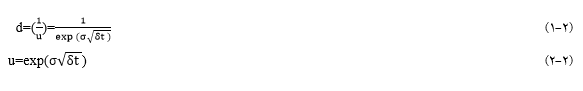 d=(1/u)=1/exp (σ√δt) (۱-۲)
u=exp(σ√δt) (۲-۲)